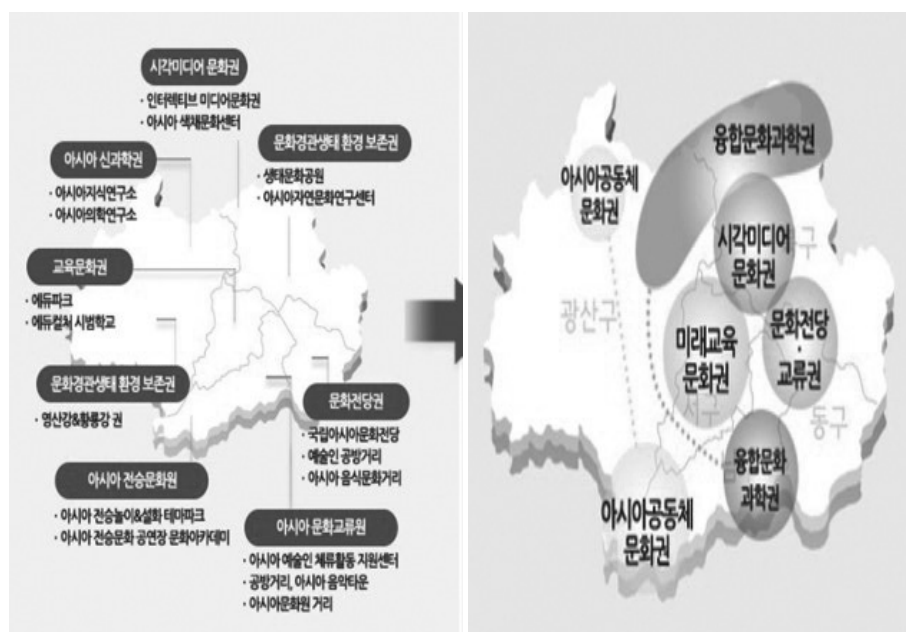 시각미디어 문화권
· 인터렉티브 미디어문화권
· 아시아 색채문화센터
문화경관생태 환경 보존권
· 생태문화공원
· 아시아자연문화연구센터
아시아 신과학권
· 아시아지식연구소
· 아시아의학연구소
교육문화권
· 에듀파크
· 에듀컬처 시범학교
문화경관생태 환경 보존권
· 영산강&황룡강 권
문화전당권
· 국립아시아문화전당
· 예술인 공방거리
· 아시아 음식문화거리
아시아 전승문화원
· 아시아 전승놀이&설화 테마파크
· 아시아 전승문화 공연장 문화아카데미
아시아 문화교류원
· 아시아 예술인 체류활동 지원센터
· 공방거리, 아시아 음악타운
· 아시아문화원 거리
융합문화과학권
아시아공동체
문화권
시각미디어
문화권
구
광산구
미래교육
문화권
서구
문화전당
·
교류권
동구
융합문화
과학권
아시아공동체
문화권